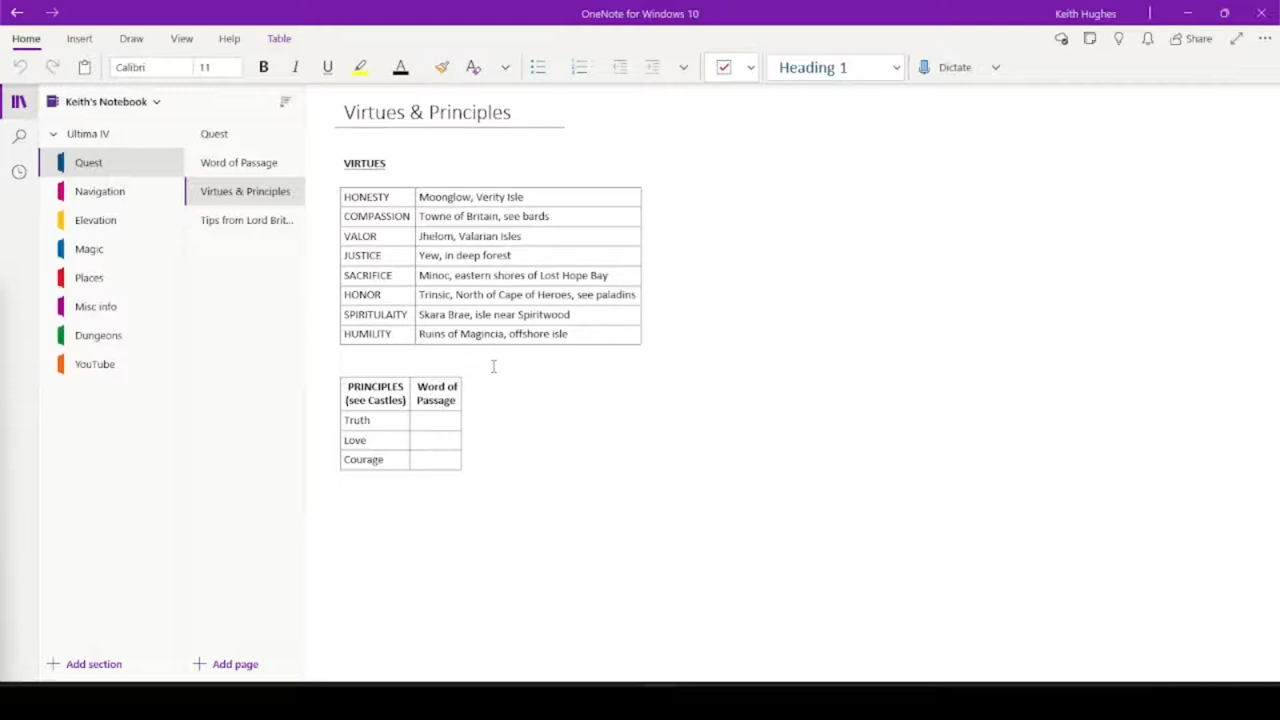 OneNote for Windows 10
Keith Hughes
Home Insert Draw View Help Table
Share
Calibri 11 B I U A A Heading 1 Dictate
Keith's Notebook
Ultima IV
Quest
Navigation
Elevation
Magic
Places
Misc info
Dungeons
YouTube
Add section
Quest
Word of Passage
Virtues & Principles
Tips from Lord Brit...
Add page
Virtues & Principles
VIRTUES
HONESTY Moonglow, Verity Isle
COMPASSION Towne of Britain, see bards
VALOR Jhelom, Valarian Isles
JUSTICE Yew, in deep forest
SACRIFICE Minoc, eastern shores of Lost Hope Bay
HONOR Trinsic, North of Cape of Heroes, see paladins
SPIRITULAITY Skara Brae, isle near Spiritwood
HUMILITY Ruins of Magincia, offshore isle
PRINCIPLES Word of
(see Castles) Passage
Truth
Love
Courage